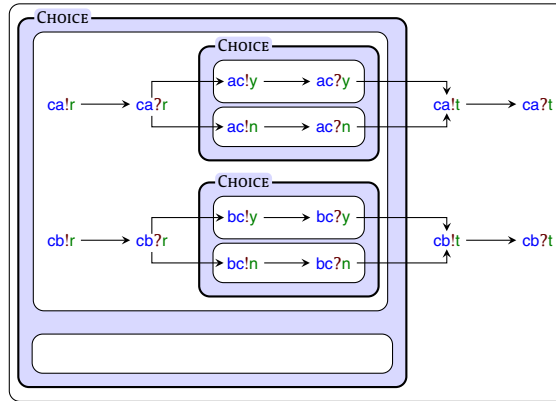 CHOICE
CHOICE
ac!y ac?y
ca!r ca?r ca!t ca?t
ac!n ac?n
CHOICE
bc!y bc?y
cb!r cb?r cb!t cb?t
bc!n bc?n